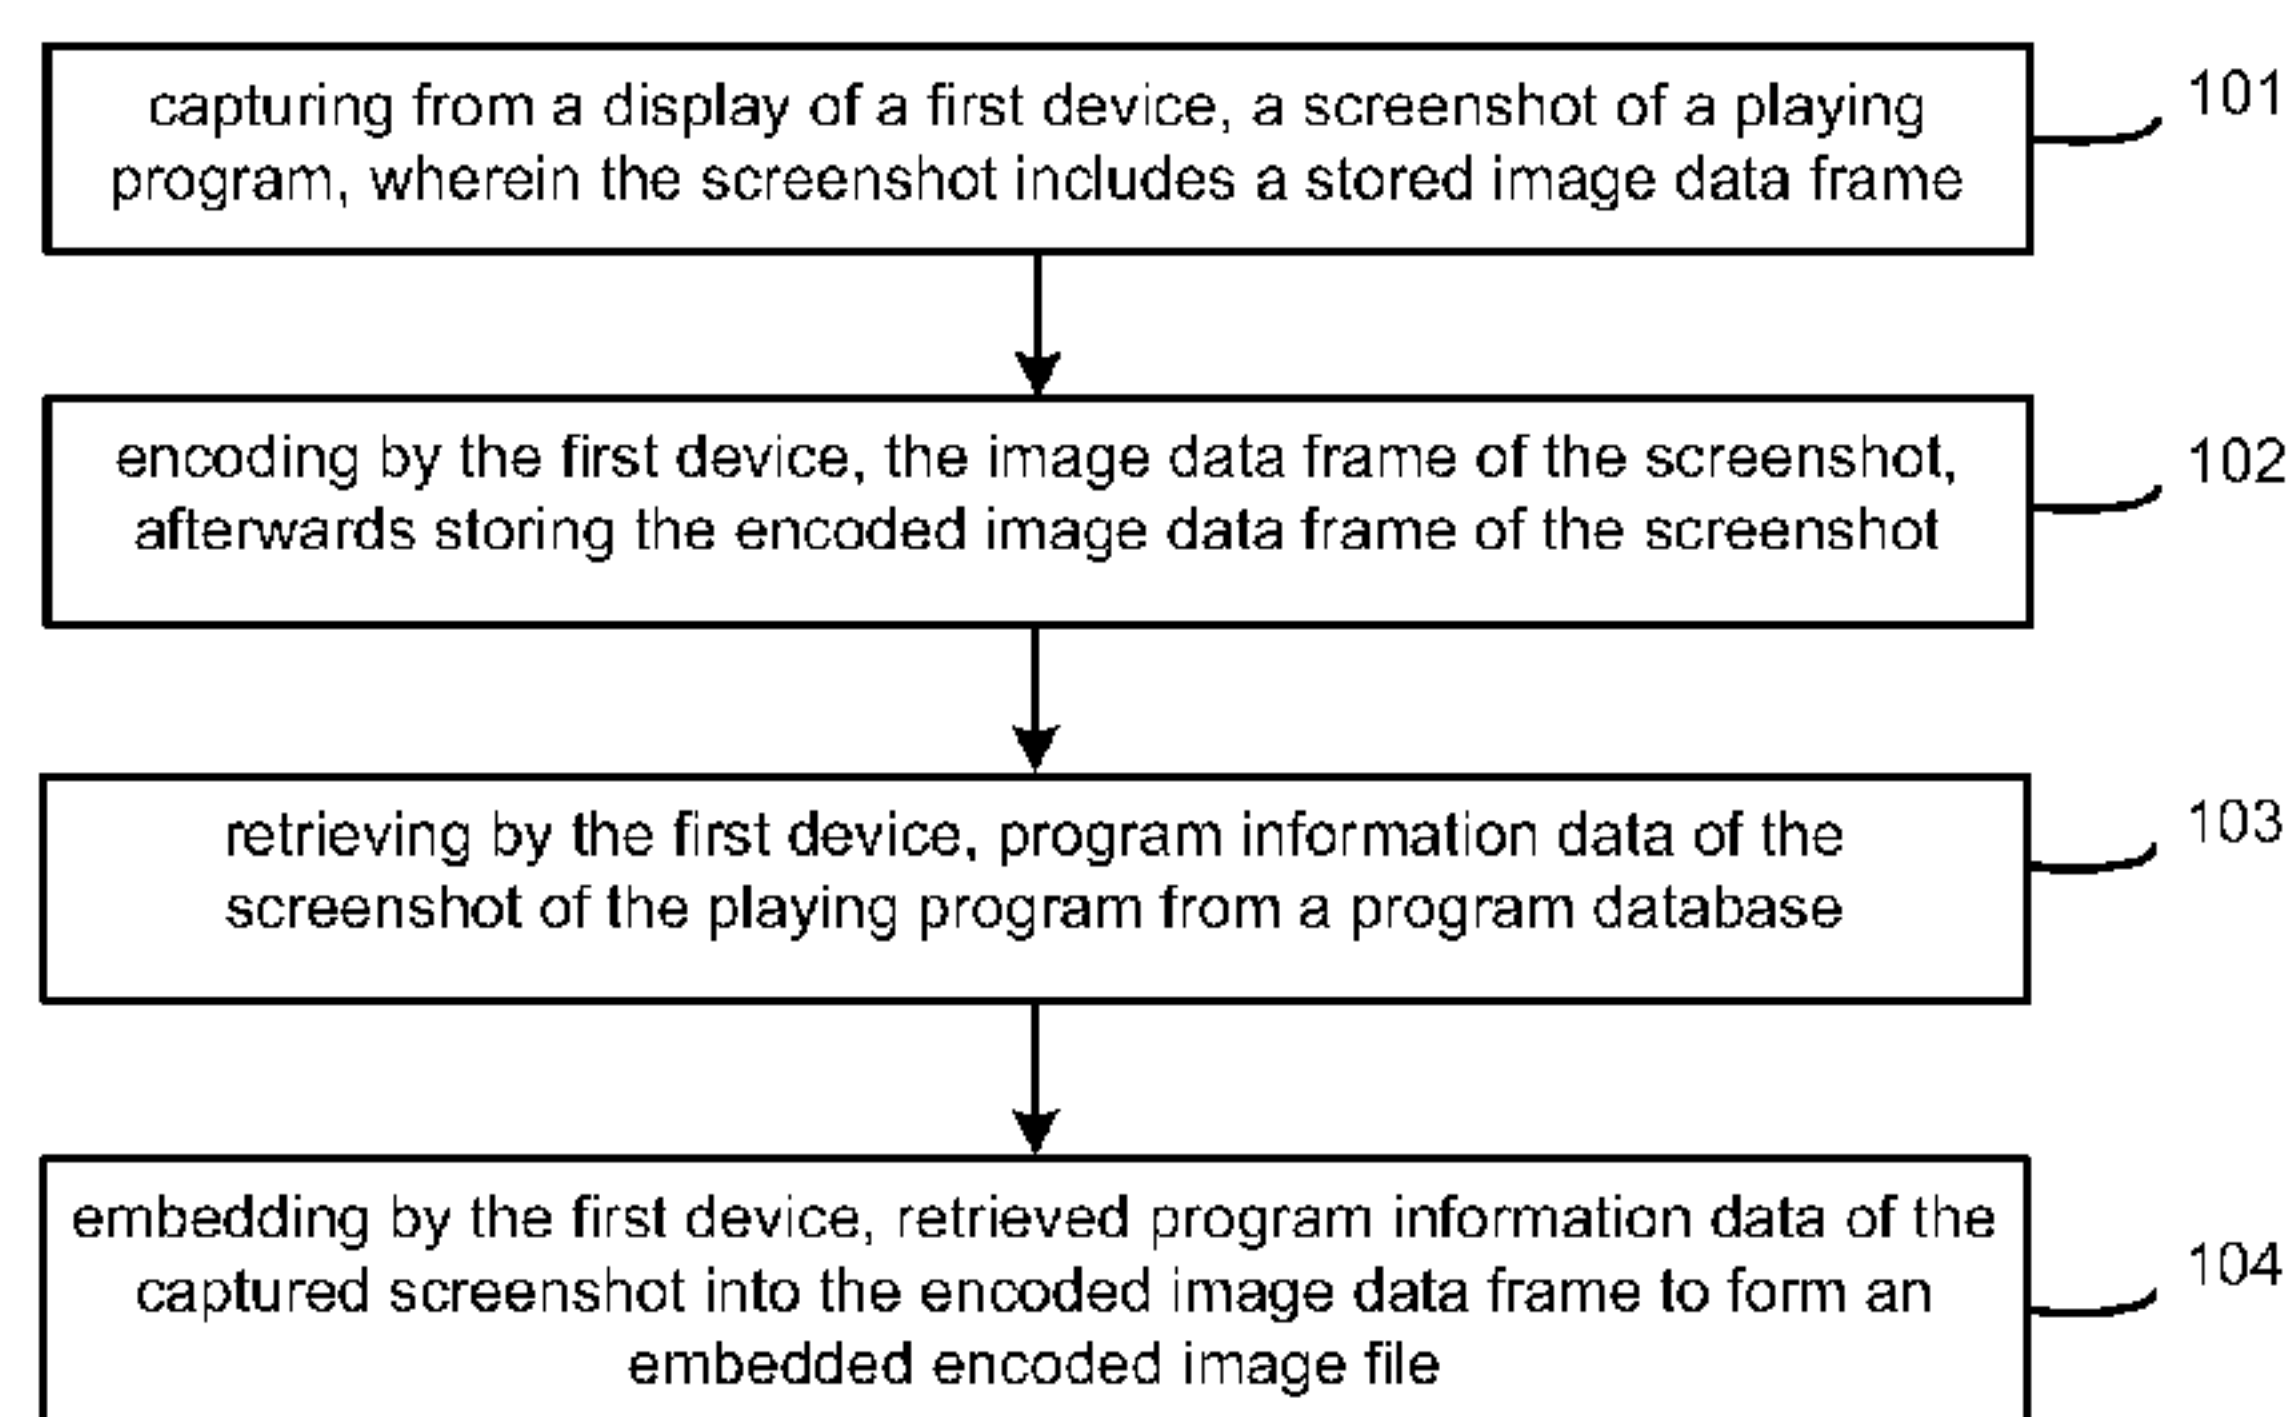 capturing from a display of a first device, a screenshot of a playing
program, wherein the screenshot includes a stored image data frame
101
encoding by the first device, the image data frame of the screenshot,
afterwards storing the encoded image data frame of the screenshot
102
retrieving by the first device, program information data of the
screenshot of the playing program from a program database
103
embedding by the first device, retrieved program information data of the
captured screenshot into the encoded image data frame to form an
embedded encoded image file
104